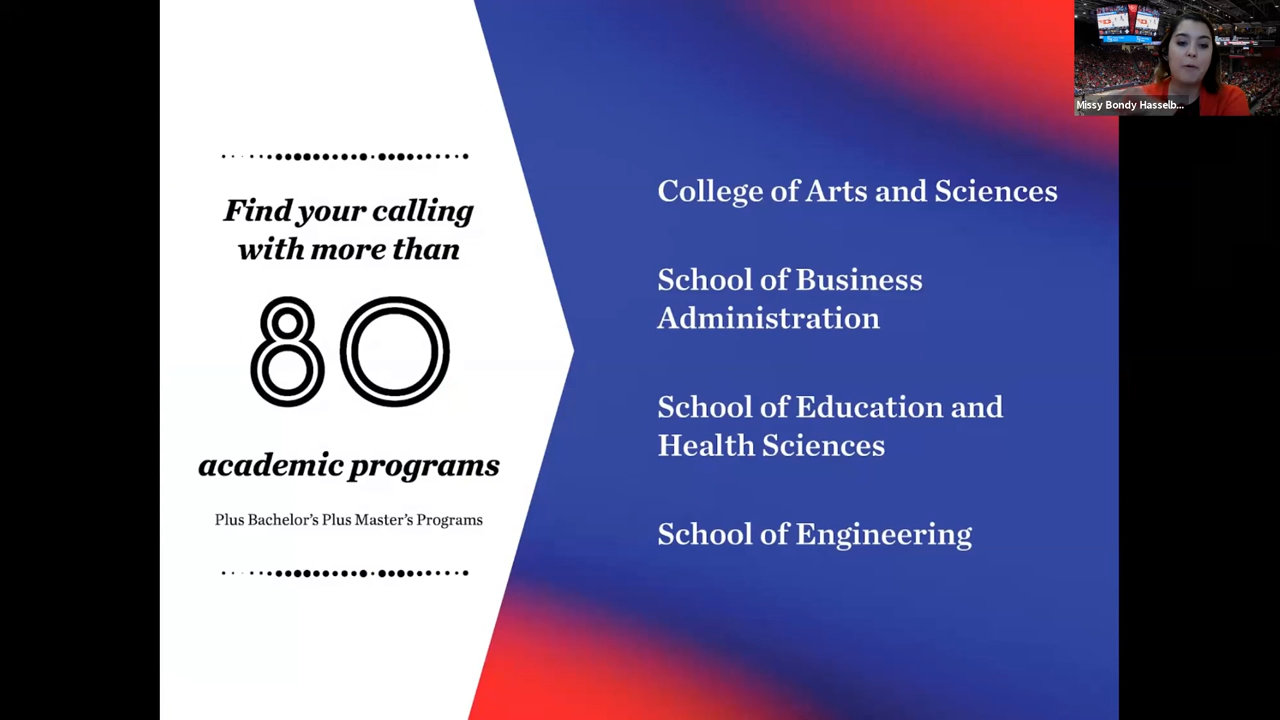 Find your calling
with more than
80
academic programs
Plus Bachelor's Plus Master's Programs
College of Arts and Sciences
School of Business
Administration
School of Education and
Health Sciences
School of Engineering
Missy Bondy Hasselb...